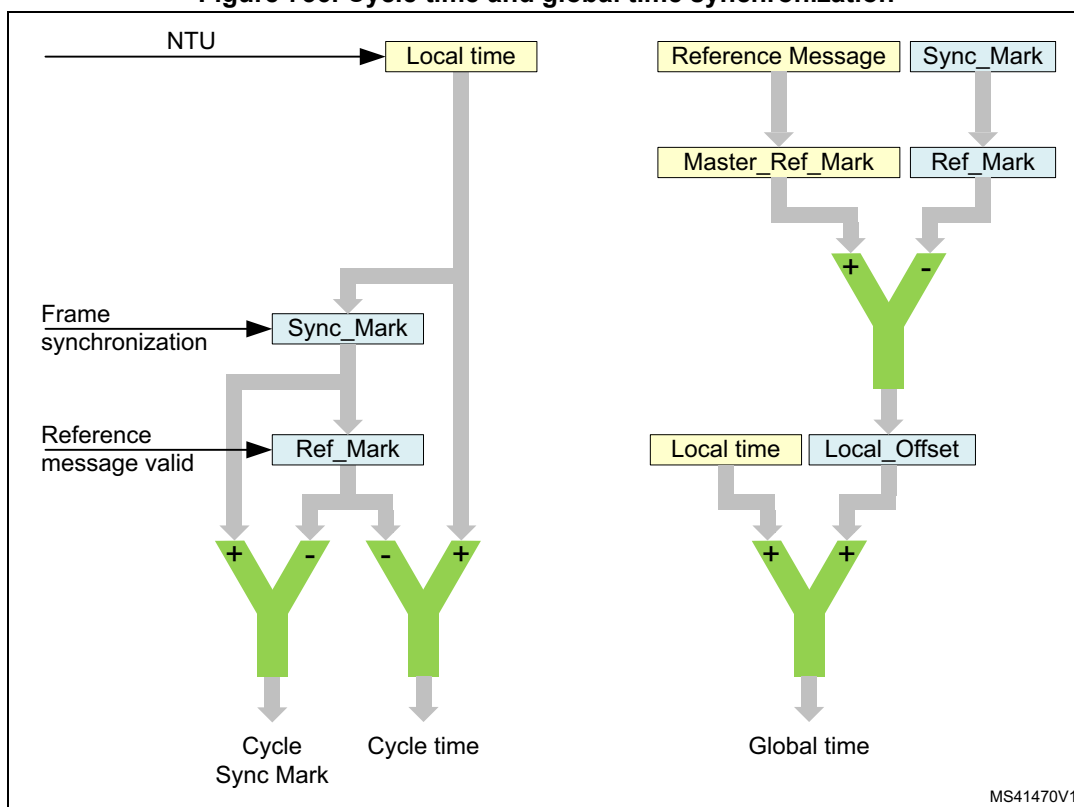 NTU
Local time
Reference Message
Sync_Mark
Master_Ref_Mark
Ref_Mark
+
-
Frame
synchronization
Sync_Mark
Reference
message valid
Ref_Mark
Local time
Local_Offset
+
-
-
+
+
+
Cycle
Sync Mark
Cycle time
Global time
MS41470V1